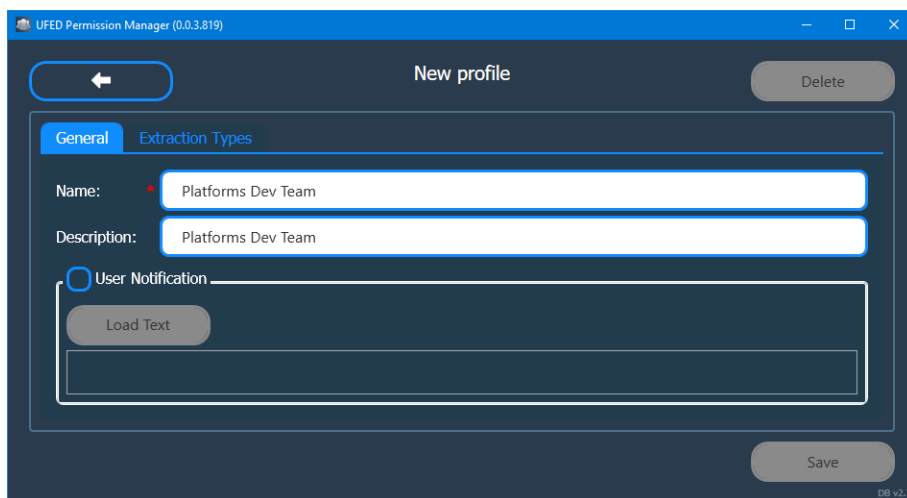 UFED Permission Manager (0.0.3.819)
New profile
Delete
General
Extraction Types
Name: *
Platforms Dev Team
Description:
Platforms Dev Team
User Notification
Load Text
Save
DB v2.